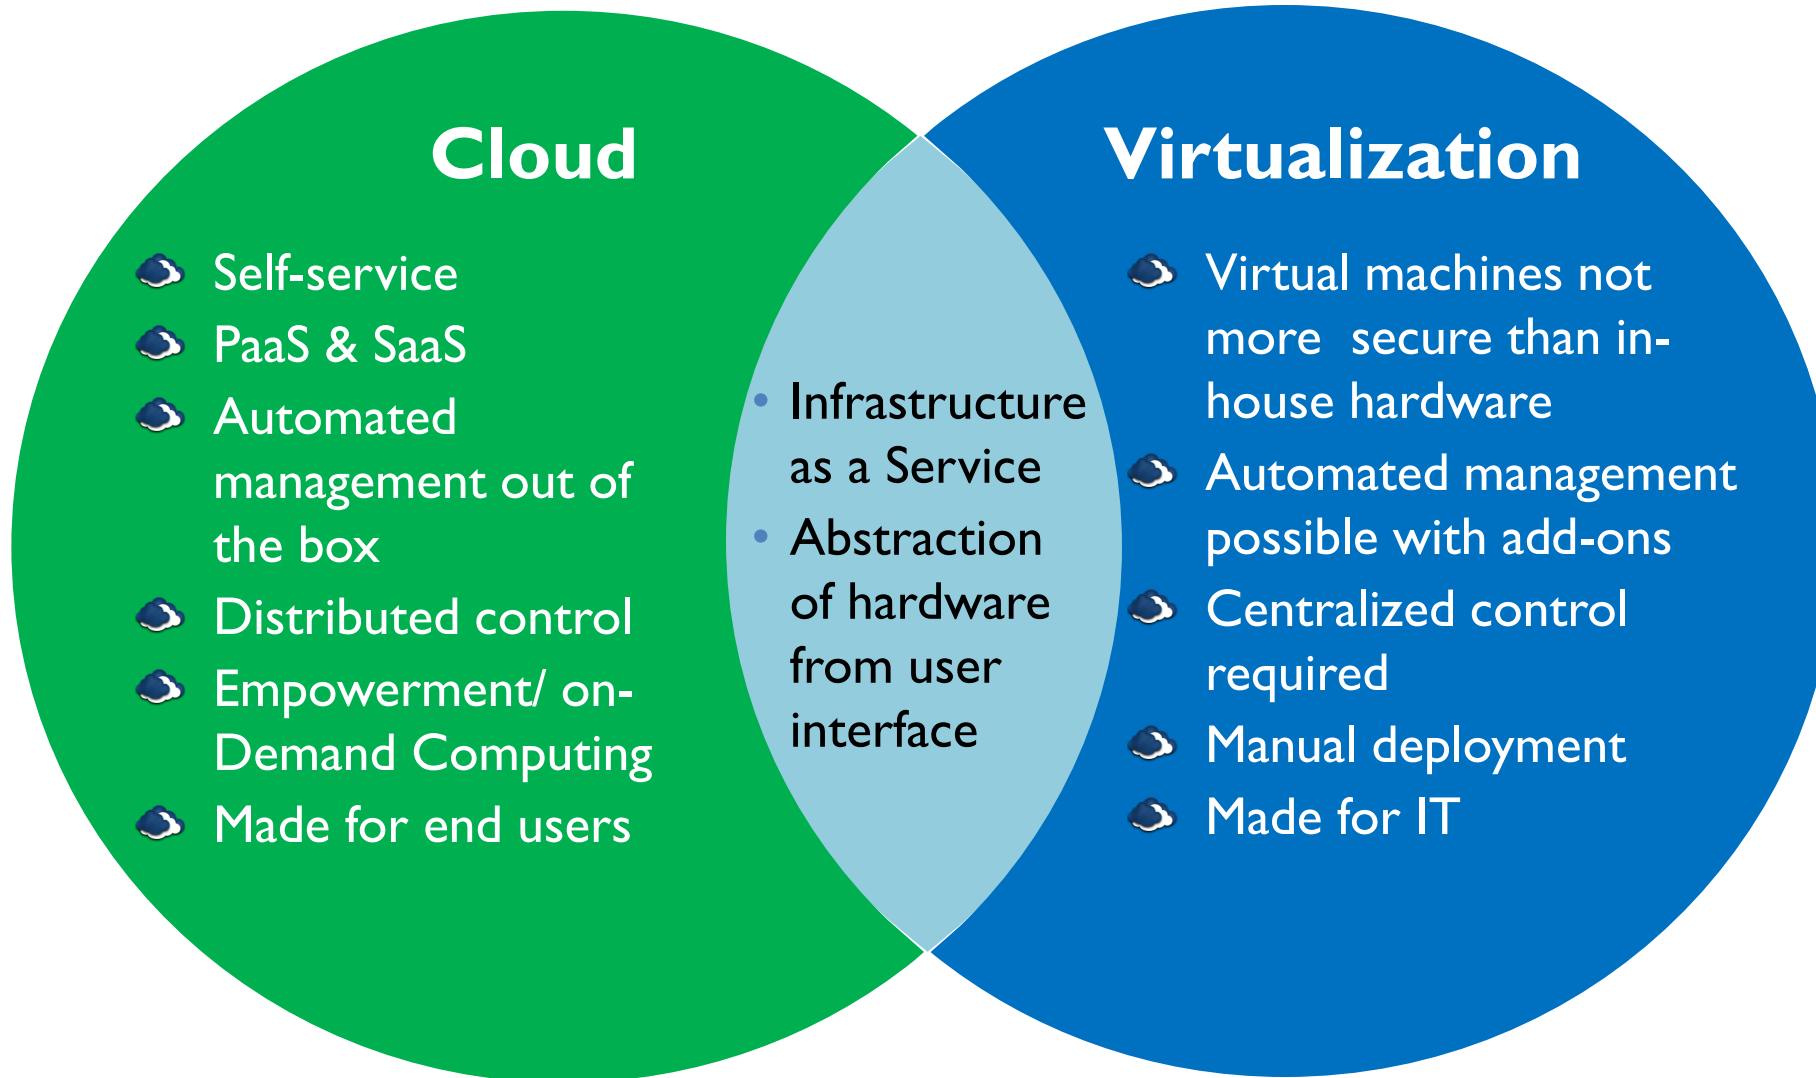 Cloud
Self-service
PaaS & SaaS
Automated
management out of
the box
Distributed control
Empowerment/ on-
Demand Computing
Made for end users
Infrastructure
as a Service
Abstraction
of hardware
from user
interface
Virtualization
Virtual machines not
more  secure than in-
house hardware
Automated management
possible with add-ons
Centralized control
required
Manual deployment
Made for IT